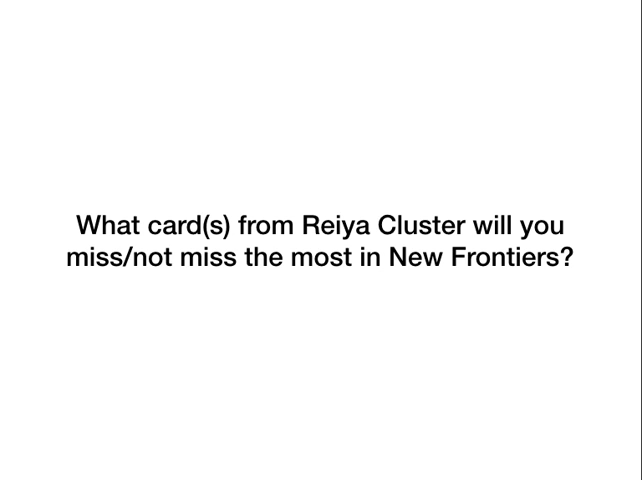 What card(s) from Reiya Cluster will you
miss/not miss the most in New Frontiers?